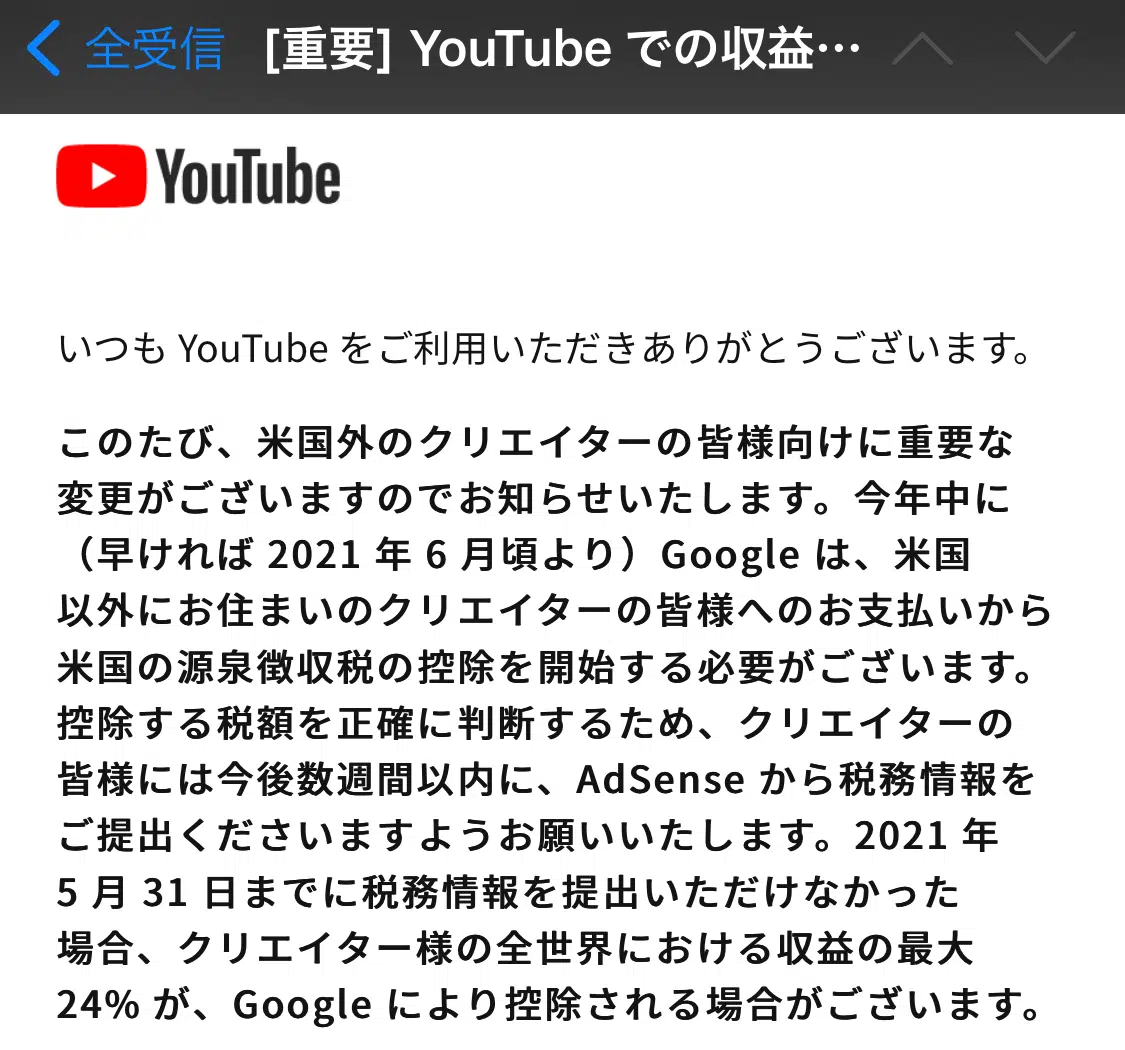 全受信 [重要] YouTube での収益…
YouTube
いつも YouTube をご利用いただきありがとうございます。
このたび、米国外のクリエイターの皆様向けに重要な
変更がございますのでお知らせいたします。今年中に
（早ければ 2021 年 6 月頃より）Google は、米国
以外にお住まいのクリエイターの皆様へのお支払いから
米国の源泉徴収税の控除を開始する必要がございます。
控除する税額を正確に判断するため、クリエイターの
皆様には今後数週間以内に、AdSense から税務情報を
ご提出くださいますようお願いいたします。2021 年
5 月 31 日までに税務情報を提出いただけなかった
場合、クリエイター様の全世界における収益の最大
24% が、Google により控除される場合がございます。